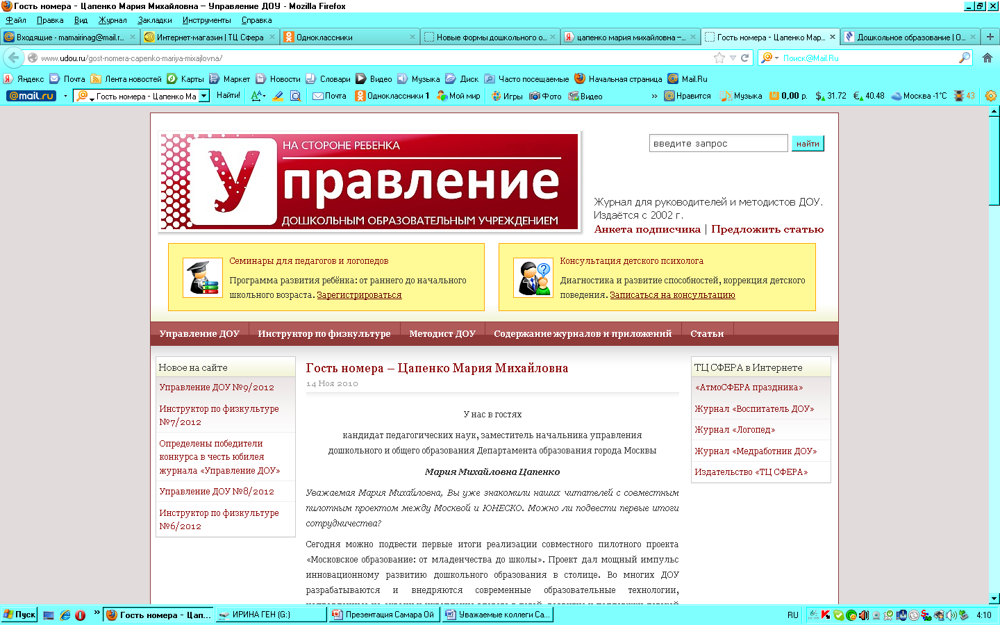 Гость номера - Цапенко Мария Михайловна – Управление ДОУ - Mozilla Firefox
Файл Правка Вид Журнал Закладки Инструменты Справка
Входящие - mamairinag@mail.r...
Интернет-магазин | ТЦ Сфера
Одноклассники
Новые формы дошкольного о...
цапенко мария михайловна –...
Гость номера - Цапенко Мар...
Дошкольное образование | О...
www.udou.ru/gost-nomera-capenko-mariya-mixajlovna/
Поиск@Mail.Ru
Яндекс Почта Лента новостей Карты Маркет Новости Словари Видео Музыка Диск Часто посещаемые Начальная страница Mail.Ru
@mail.ru Гость номера - Цапенко Ма Найти! Почта Одноклассники 1 Мой мир Игры Фото Видео » Нравится Музыка 0,00 р. $ 31.72 € 40.48 Москва -1°C 43
НА СТОРОНЕ РЕБЕНКА
Управление
ДОШКОЛЬНЫМ ОБРАЗОВАТЕЛЬНЫМ УЧРЕЖДЕНИЕМ
введите запрос
найти
Журнал для руководителей и методистов ДОУ.
Издаётся с 2002 г.
Анкета подписчика | Предложить статью
Семинары для педагогов и логопедов
Программа развития ребёнка: от раннего до начального
школьного возраста. Зарегистрироваться
Консультация детского психолога
Диагностика и развитие способностей, коррекция детского
поведения. Записаться на консультацию
Управление ДОУ Инструктор по физкультуре Методист ДОУ Содержание журналов и приложений Статьи
Новое на сайте
Управление ДОУ №9/2012
Инструктор по физкультуре
№7/2012
Определены победители
конкурса в честь юбилея
журнала «Управление ДОУ»
Управление ДОУ №8/2012
Инструктор по физкультуре
№6/2012
Гость номера – Цапенко Мария Михайловна
14 Ноя 2010
У нас в гостях
кандидат педагогических наук, заместитель начальника управления
дошкольного и общего образования Департамента образования города Москвы
Мария Михайловна Цапенко
Уважаемая Мария Михайловна, Вы уже знакомили наших читателей с совместным
пилотным проектом между Москвой и ЮНЕСКО. Можно ли подвести первые итоги
сотрудничества?
Сегодня можно подвести первые итоги реализации совместного пилотного проекта
«Московское образование: от младенчества до школы». Проект дал мощный импульс
инновационному развитию дошкольного образования в столице. Во многих ДОУ
разрабатываются и внедряются современные образовательные технологии,
ТЦ СФЕРА в Интернете
«АтмоСФЕРА праздника»
Журнал «Воспитатель ДОУ»
Журнал «Логопед»
Журнал «Медработник ДОУ»
Издательство «ТЦ СФЕРА»
Пуск » Гость номера - Цап... ИРИНА ГЕН (G:) Презентация Самара Ой Уважаемые коллеги Са... RU 4:10